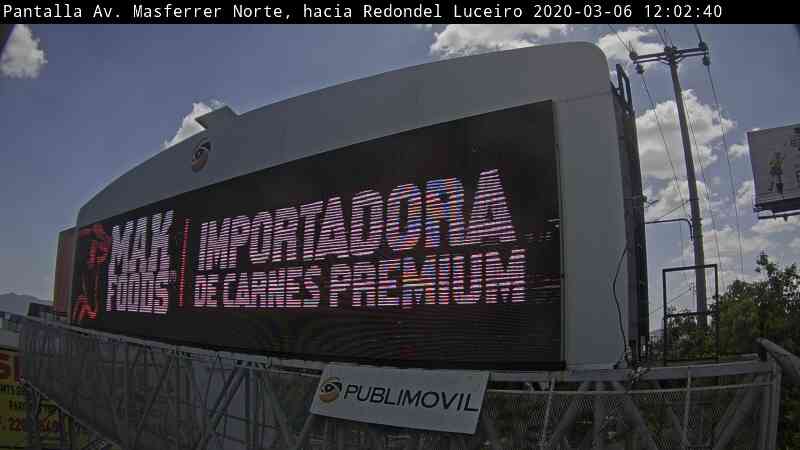 Pantalla Av. Masferrer Norte, hacia Redondel Luceiro 2020-03-06 12:02:40
MAK
FOODS
IMPORTADORA
DE CARNES PREMIUM
PUBLIMOVIL